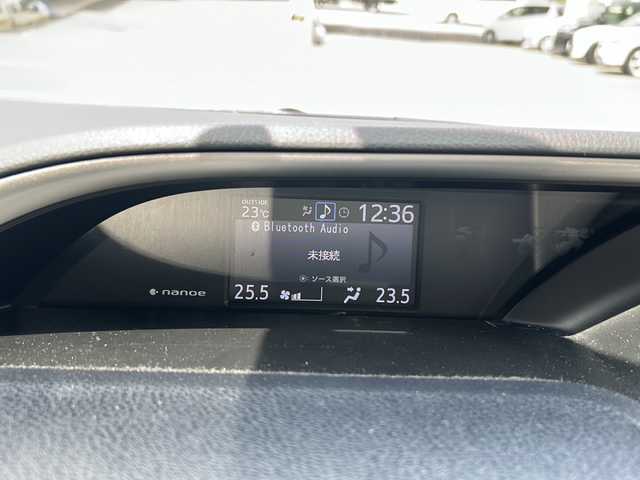 OUTSIDE
23℃ 12:36
Bluetooth Audio
未接続
ソース選択
nanoe
25.5 23.5